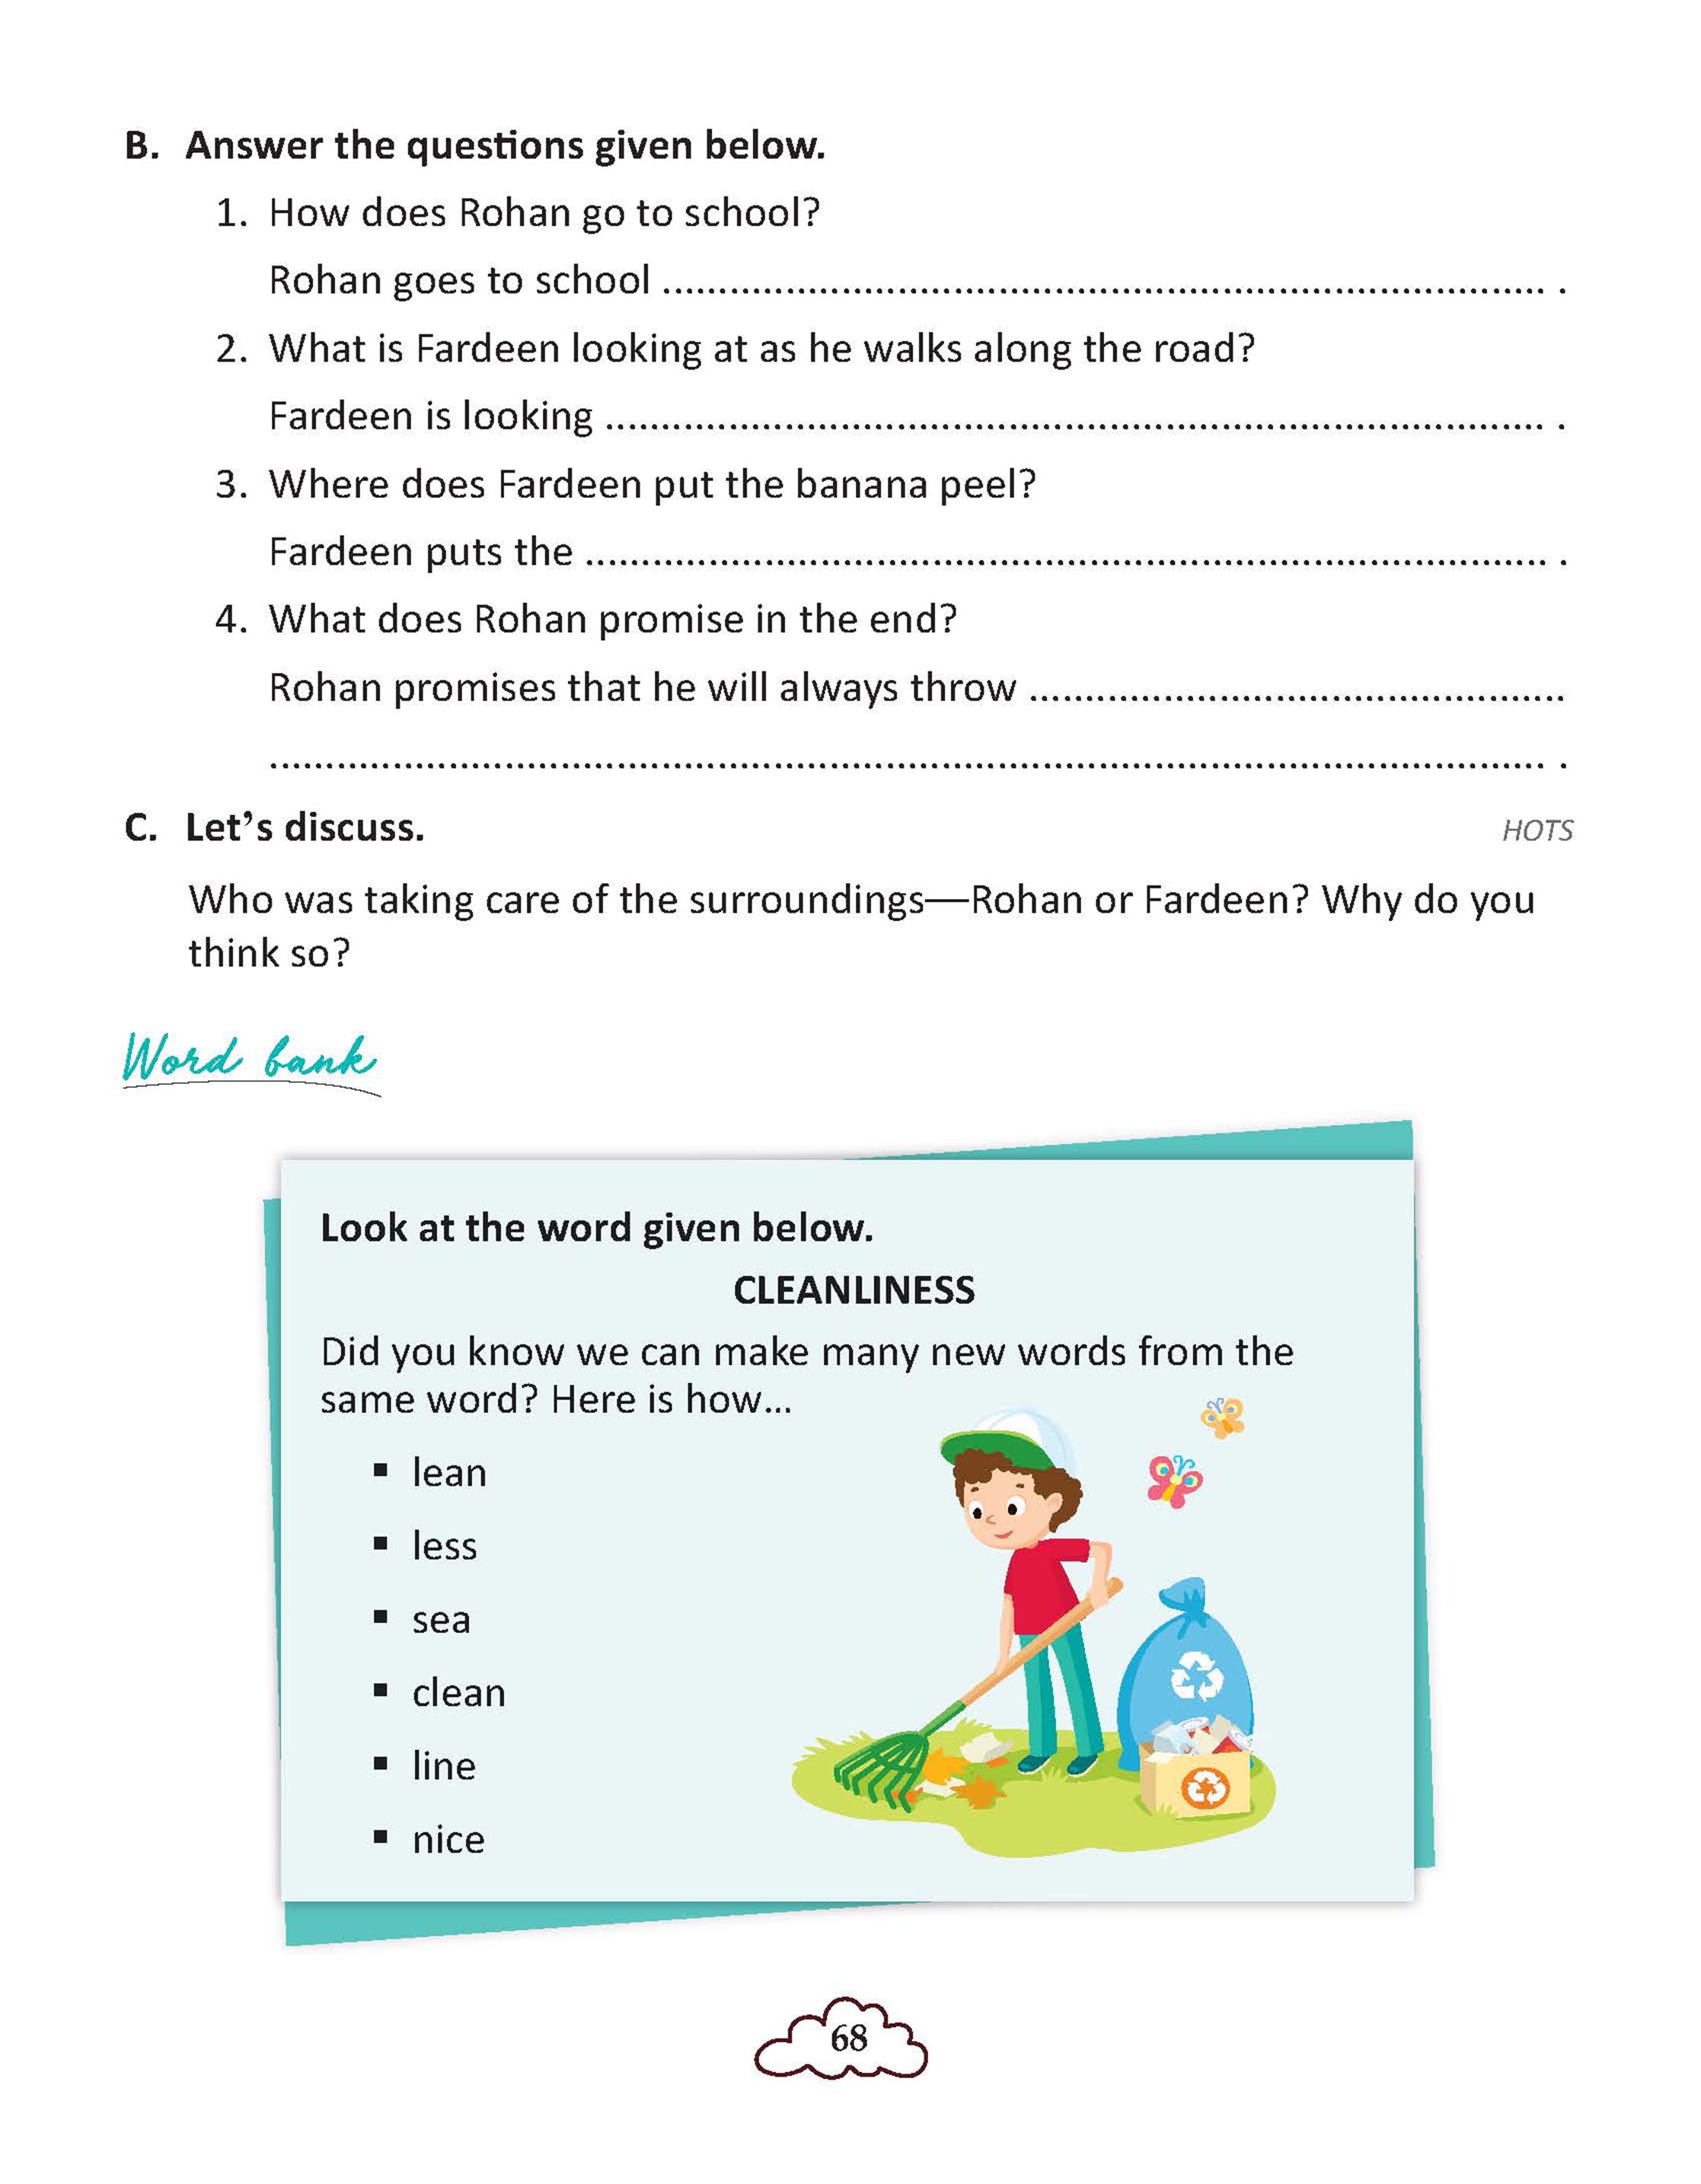 B. Answer the questions given below.
1. How does Rohan go to school?
Rohan goes to school ............................................................................... .
2. What is Fardeen looking at as he walks along the road?
Fardeen is looking .................................................................................... .
3. Where does Fardeen put the banana peel?
Fardeen puts the ...................................................................................... .
4. What does Rohan promise in the end?
Rohan promises that he will always throw ................................................
.................................................................................................................. .
C. Let’s discuss.
HOTS
Who was taking care of the surroundings—Rohan or Fardeen? Why do you
think so?
Word bank
Look at the word given below.
CLEANLINESS
Did you know we can make many new words from the
same word? Here is how...
▪ lean
▪ less
▪ sea
▪ clean
▪ line
▪ nice
68